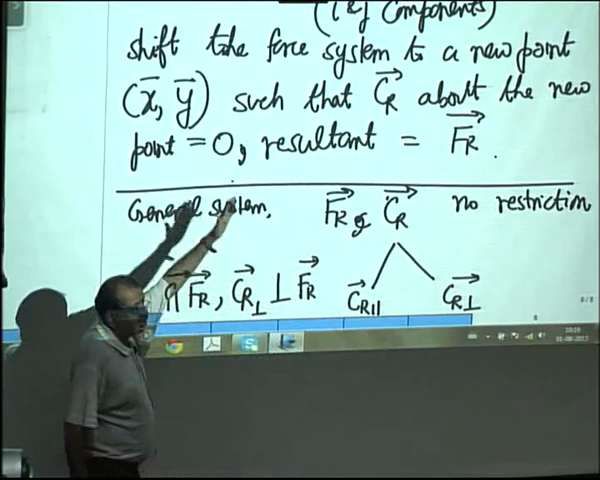 (i & j Components)
shift the force system to a new point
(x̄, ȳ) such that C⃗R about the new
point = 0, resultant = F⃗R.
General system, F⃗R & C⃗R no restriction
∥ F⃗R, C⃗R⊥ ⊥ F⃗R C⃗R∥ C⃗R⊥